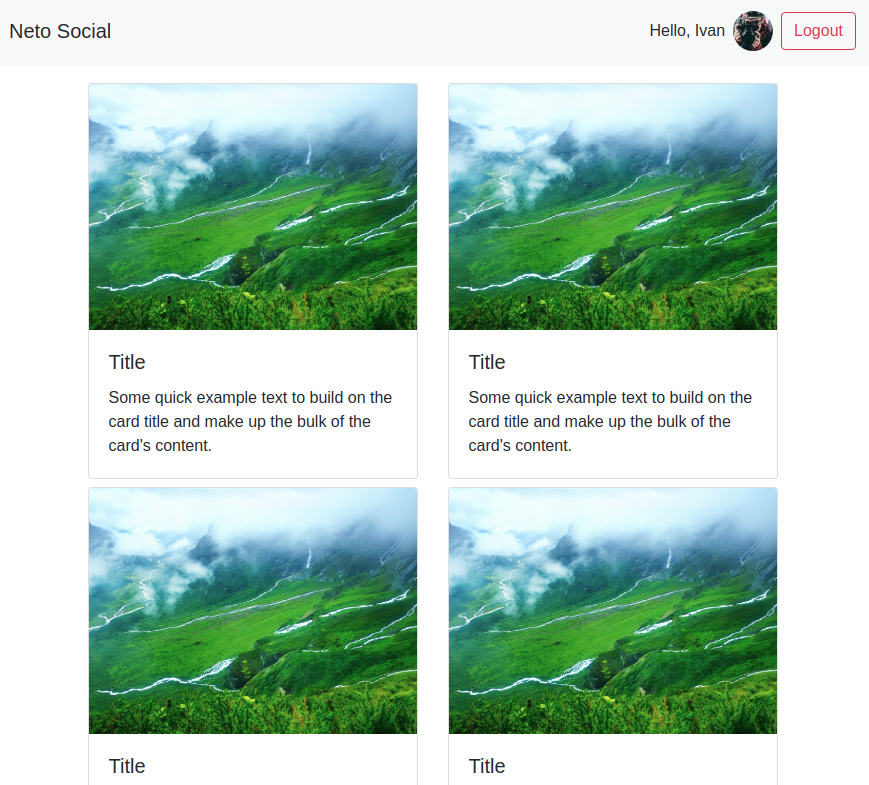 Neto Social
Hello, Ivan
Logout
Title
Some quick example text to build on the
card title and make up the bulk of the
card's content.
Title
Some quick example text to build on the
card title and make up the bulk of the
card's content.
Title
Title